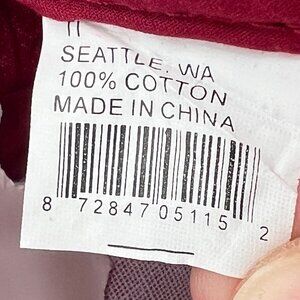 SEATTLE, WA
100% COTTON
MADE IN CHINA
8 72847 05115 2